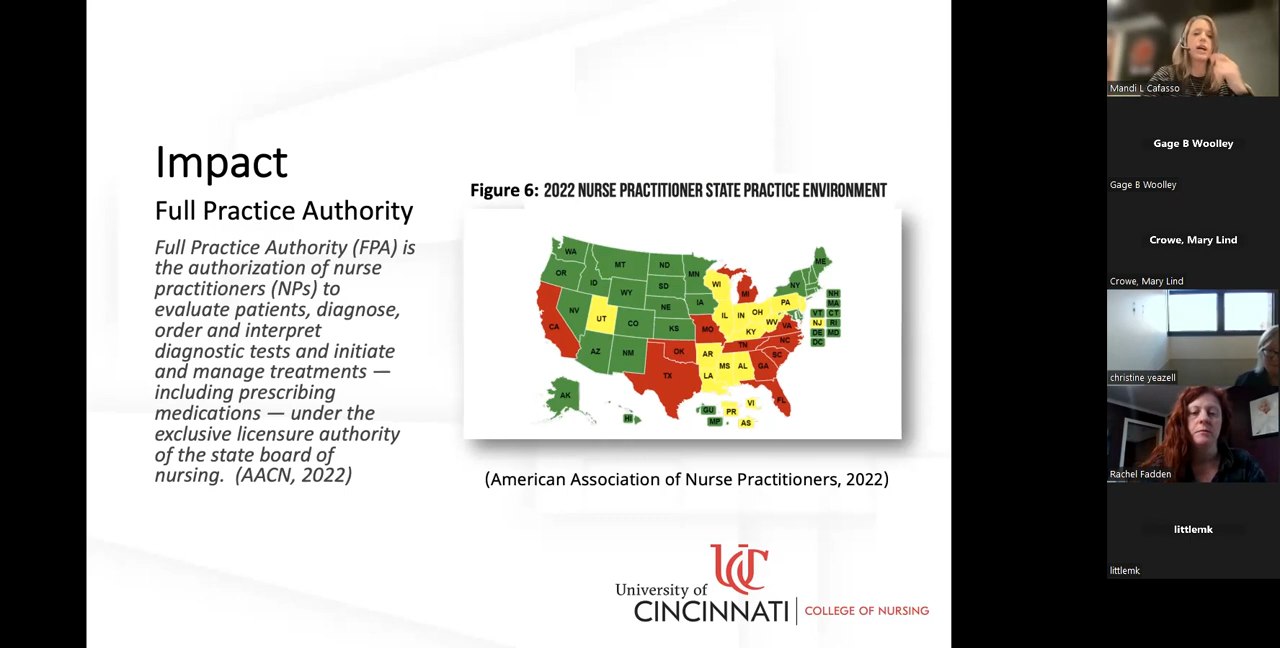 Impact
Full Practice Authority
Full Practice Authority (FPA) is
the authorization of nurse
practitioners (NPs) to
evaluate patients, diagnose,
order and interpret
diagnostic tests and initiate
and manage treatments —
including prescribing
medications — under the
exclusive licensure authority
of the state board of
nursing. (AACN, 2022)
Figure 6: 2022 NURSE PRACTITIONER STATE PRACTICE ENVIRONMENT
WA
MT
ND
MN
ME
OR
ID
WY
SD
WI
MI
NY
NV
UT
CO
NE
IA
IL
IN
OH
PA
WV
VA
CA
AZ
NM
KS
MO
KY
NC
OK
AR
TN
SC
TX
LA
MS
AL
GA
FL
AK
HI
NH
MA
VT CT
NJ RI
DE MD
DC
GU
PR
VI
MP
AS
(American Association of Nurse Practitioners, 2022)
UC
University of
CINCINNATI
COLLEGE OF NURSING
Mandi L Cafasso
Gage B Woolley
Gage B Woolley
Crowe, Mary Lind
Crowe, Mary Lind
christine yeazell
Rachel Fadden
littlemk
littlemk